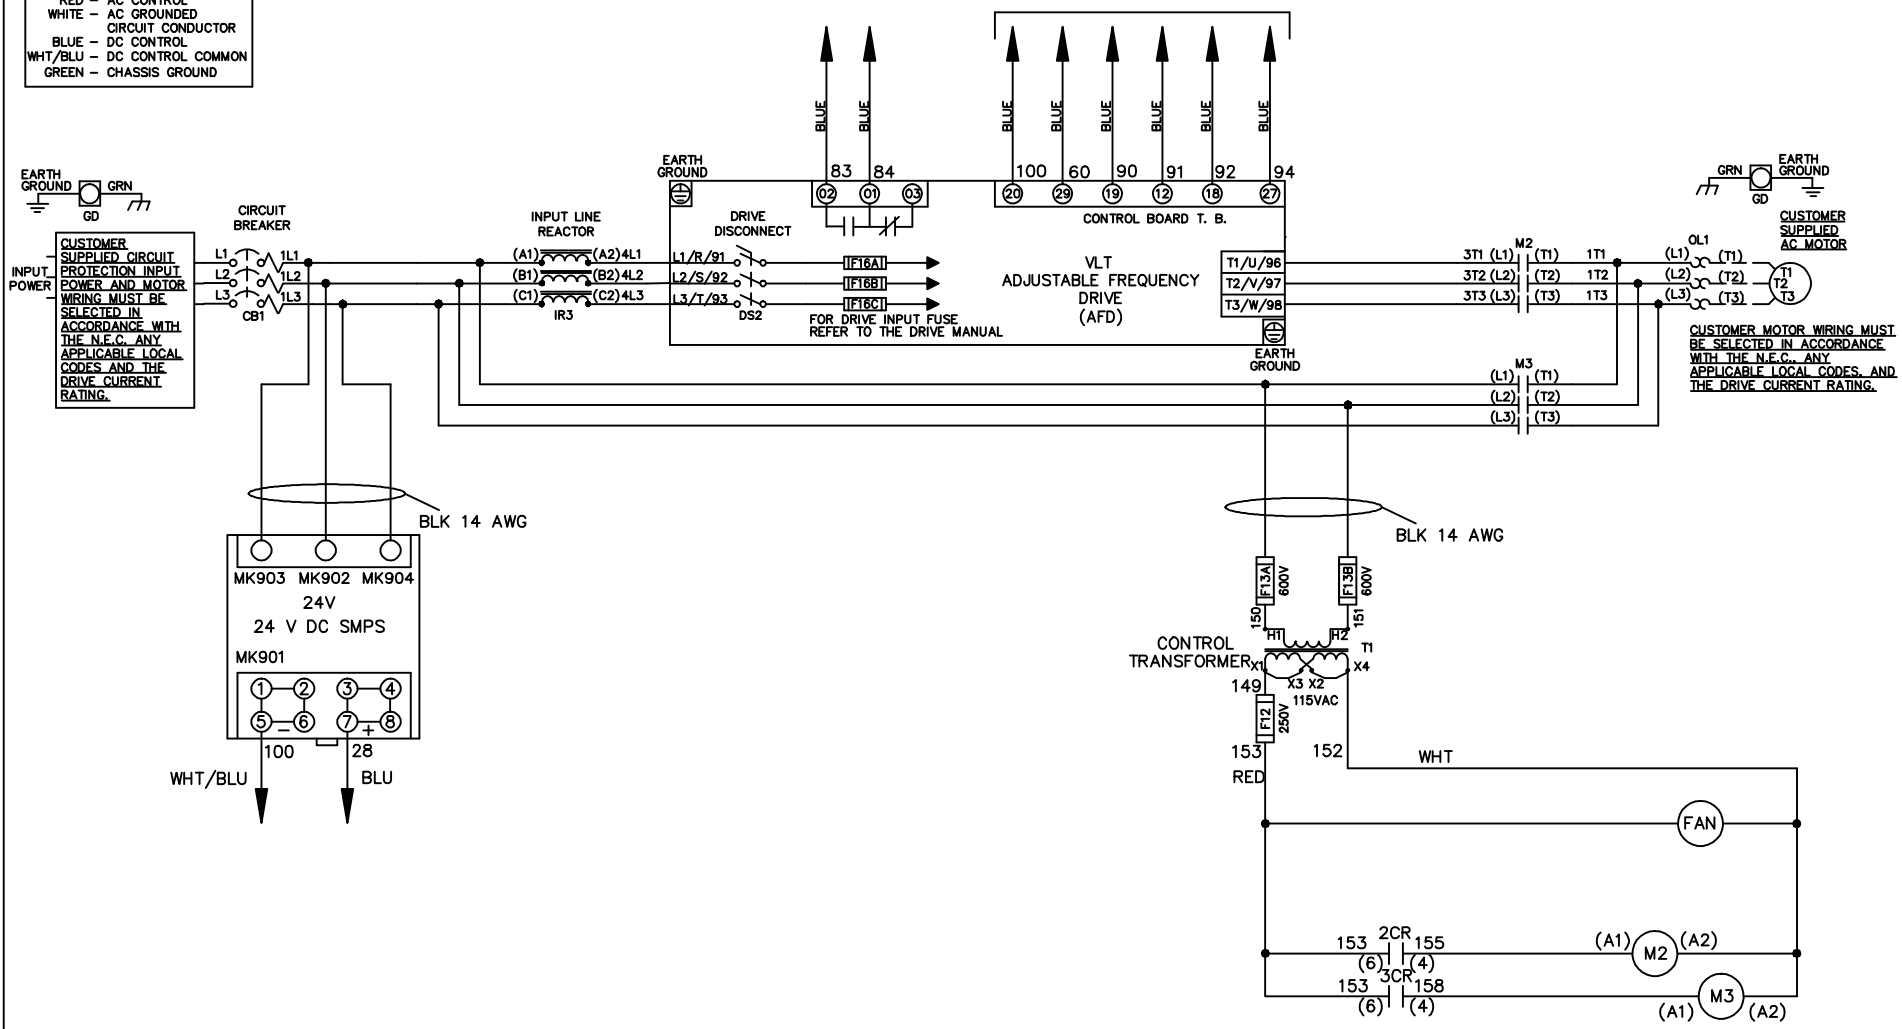 RED - AC CONTROL
WHITE - AC GROUNDED
CIRCUIT CONDUCTOR
BLUE - DC CONTROL
WHT/BLU - DC CONTROL COMMON
GREEN - CHASSIS GROUND
BLUE
BLUE
BLUE
BLUE
BLUE
BLUE
BLUE
BLUE
83
84
100
60
90
91
92
94
02
01
03
20
29
19
12
18
27
CONTROL BOARD T. B.
EARTH
GROUND
GRN
GD
CIRCUIT
BREAKER
INPUT
POWER
CUSTOMER
SUPPLIED CIRCUIT
PROTECTION INPUT
POWER AND MOTOR
WIRING MUST BE
SELECTED IN
ACCORDANCE WITH
THE N.E.C. ANY
APPLICABLE LOCAL
CODES AND THE
DRIVE CURRENT
RATING.
L1
1L1
L2
1L2
L3
1L3
CB1
INPUT LINE
REACTOR
(A1)
(A2)4L1
(B1)
(B2)4L2
(C1)
(C2)4L3
IR3
EARTH
GROUND
DRIVE
DISCONNECT
L1/R/91
L2/S/92
L3/T/93
DS2
F16A
F16B
F16C
FOR DRIVE INPUT FUSE
REFER TO THE DRIVE MANUAL
VLT
ADJUSTABLE FREQUENCY
DRIVE
(AFD)
T1/U/96
T2/V/97
T3/W/98
EARTH
GROUND
M2
3T1 (L1) (T1) 1T1
3T2 (L2) (T2) 1T2
3T3 (L3) (T3) 1T3
OL1
(L1) (T1)
(L2) (T2)
(L3) (T3)
T1
T2
T3
GRN
GD
EARTH
GROUND
CUSTOMER
SUPPLIED
AC MOTOR
CUSTOMER MOTOR WIRING MUST
BE SELECTED IN ACCORDANCE
WITH THE N.E.C., ANY
APPLICABLE LOCAL CODES, AND
THE DRIVE CURRENT RATING.
M3
(L1) (T1)
(L2) (T2)
(L3) (T3)
BLK 14 AWG
MK903 MK902 MK904
24V
24 V DC SMPS
MK901
1 2 3 4
5 - 6 7 + 8
100
28
WHT/BLU
BLU
BLK 14 AWG
F13A
600V
F13B
600V
150
151
H1
H2
T1
CONTROL
TRANSFORMER
X1
X4
X3 X2
115VAC
149
F12
250V
153
152
RED
WHT
FAN
2CR
153 155
(6) (4)
(A1) M2 (A2)
3CR
153 158
(6) (4)
(A1) M3 (A2)